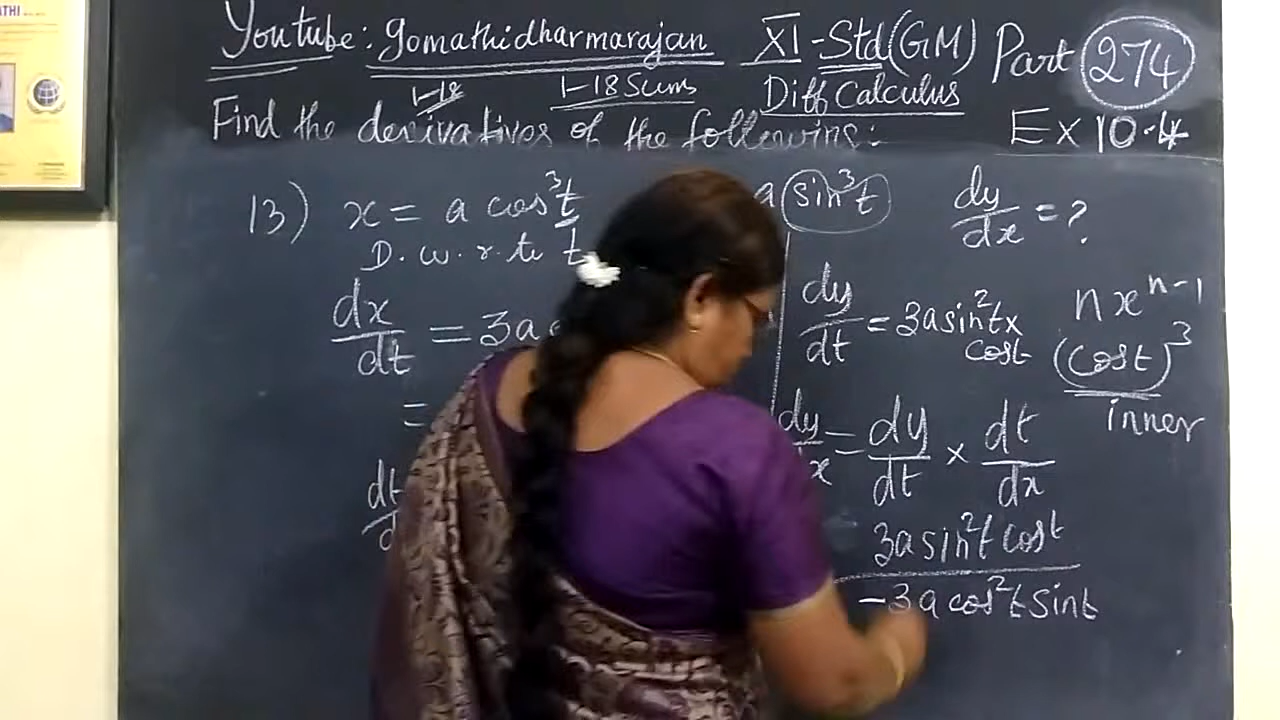 Youtube: gomathidharmarajan XI-Std(GM) Part 274
1-18 1-18 Sums Diff Calculus
Find the derivatives of the following: Ex 10.4
13) x = a cos³t a sin³t dy/dx = ?
D. w. r. to t
dx/dt = 3a
dy/dt = 3a sin²t x cost
nx^(n-1)
(cost)³
inner
=
= dy/dt × dt/dx
3a sin²t cost
-3a cos²t sint